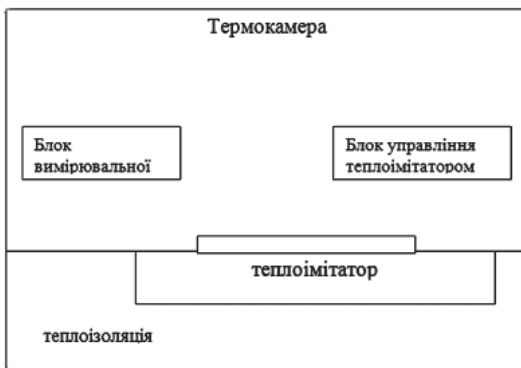 Термокамера
Блок
вимірювальної
Блок управління
теплоімітатором
теплоімітатор
теплоізоляція